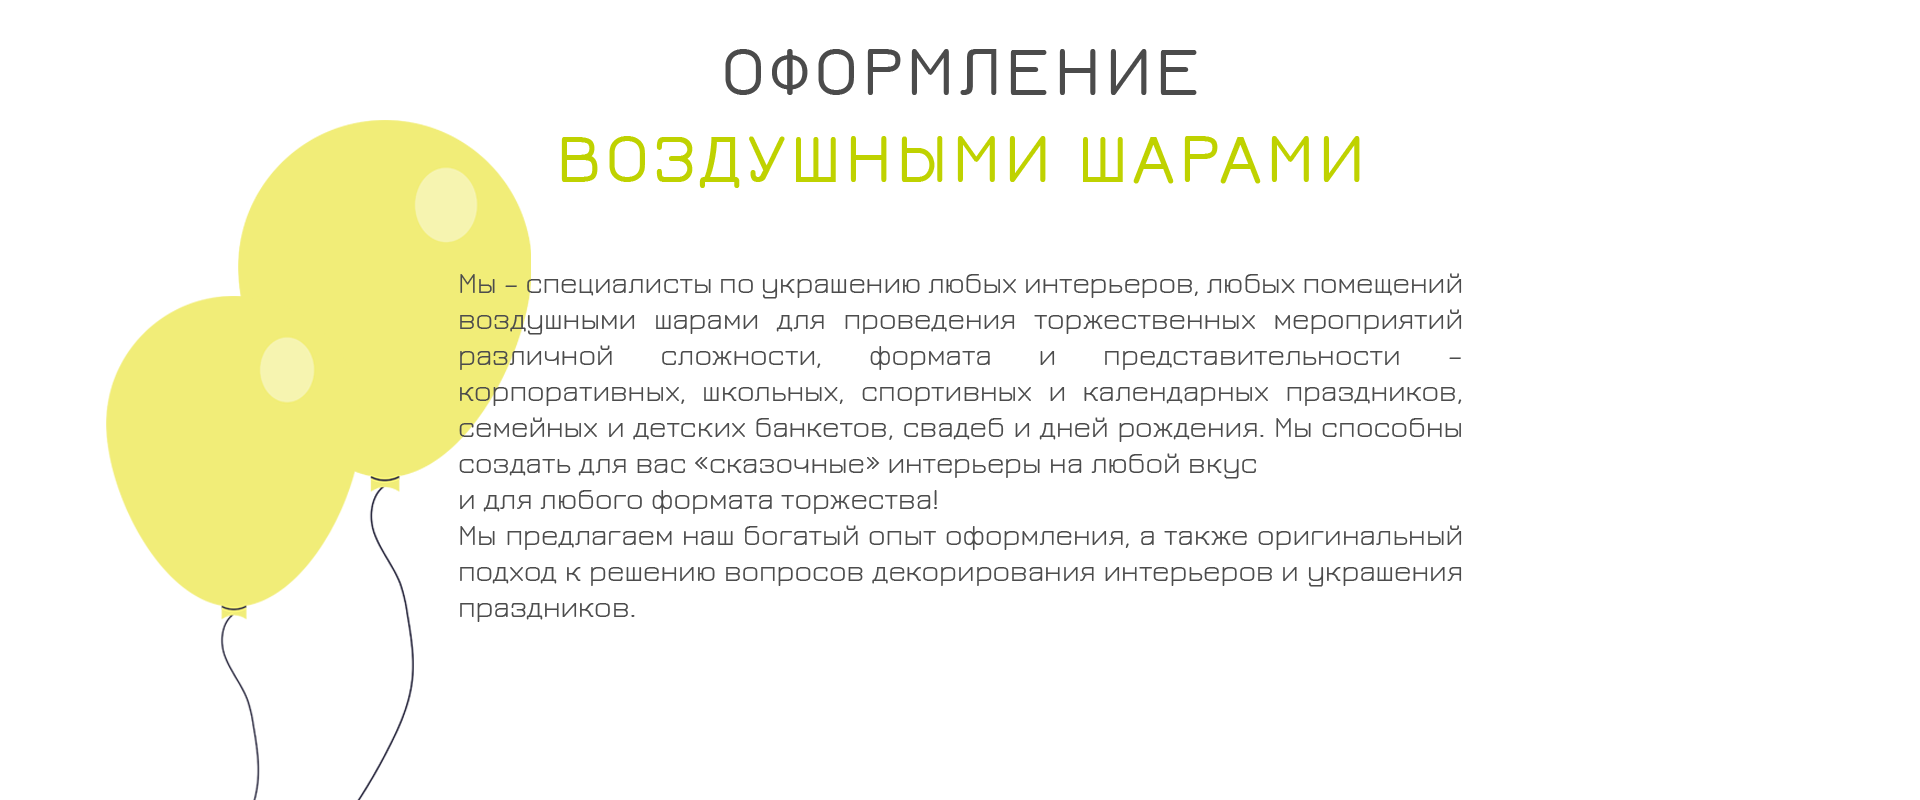 ОФОРМЛЕНИЕ
ВОЗДУШНЫМИ ШАРАМИ
Мы – специалисты по украшению любых интерьеров, любых помещений
воздушными шарами для проведения торжественных мероприятий
различной сложности, формата и представительности –
корпоративных, школьных, спортивных и календарных праздников,
семейных и детских банкетов, свадеб и дней рождения. Мы способны
создать для вас «сказочные» интерьеры на любой вкус
и для любого формата торжества!
Мы предлагаем наш богатый опыт оформления, а также оригинальный
подход к решению вопросов декорирования интерьеров и украшения
праздников.